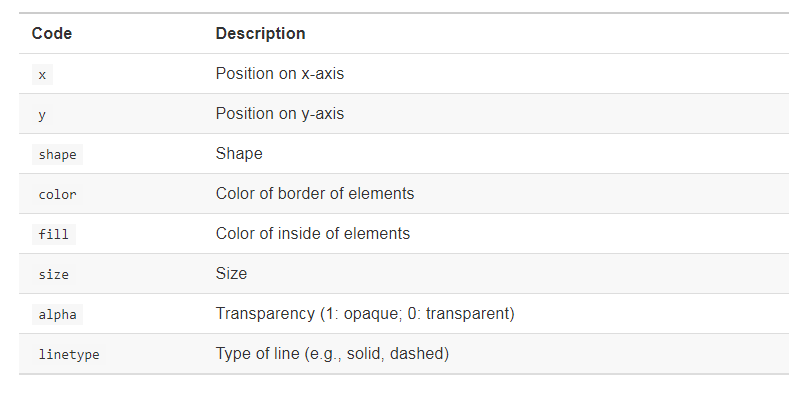 Code Description
x Position on x-axis
y Position on y-axis
shape Shape
color Color of border of elements
fill Color of inside of elements
size Size
alpha Transparency (1: opaque; 0: transparent)
linetype Type of line (e.g., solid, dashed)